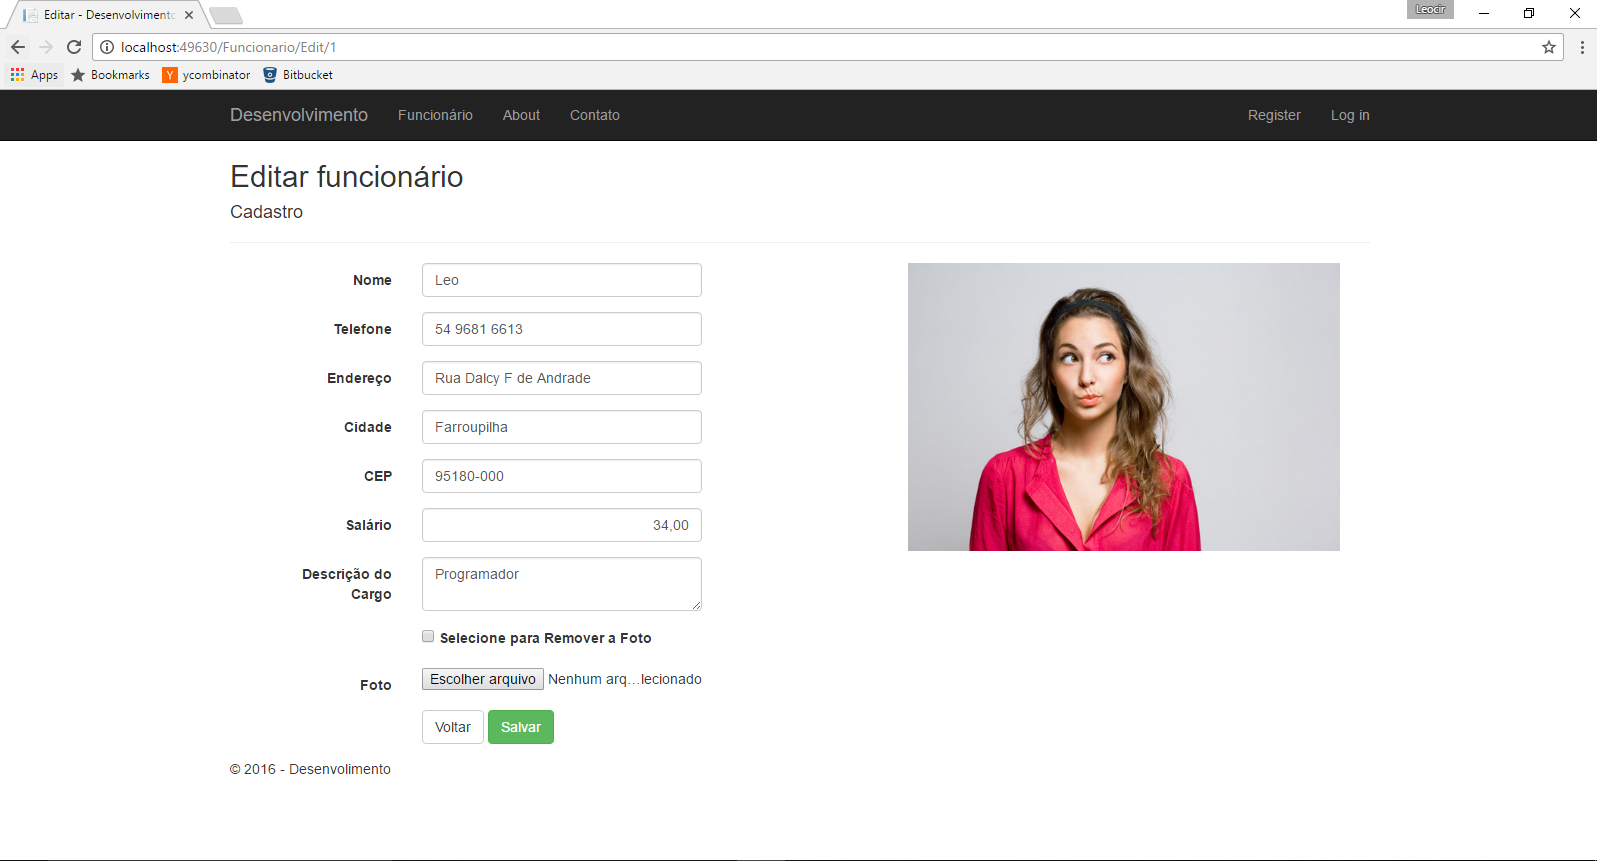 Editar - Desenvolvimento
Leocir
localhost:49630/Funcionario/Edit/1
Apps Bookmarks ycombinator Bitbucket
Desenvolvimento Funcionário About Contato Register Log in
Editar funcionário
Cadastro
Nome Leo
Telefone 54 9681 6613
Endereço Rua Dalcy F de Andrade
Cidade Farroupilha
CEP 95180-000
Salário 34,00
Descrição do Programador
Cargo
Selecione para Remover a Foto
Foto Escolher arquivo Nenhum arq...lecionado
Voltar Salvar
© 2016 - Desenvolimento